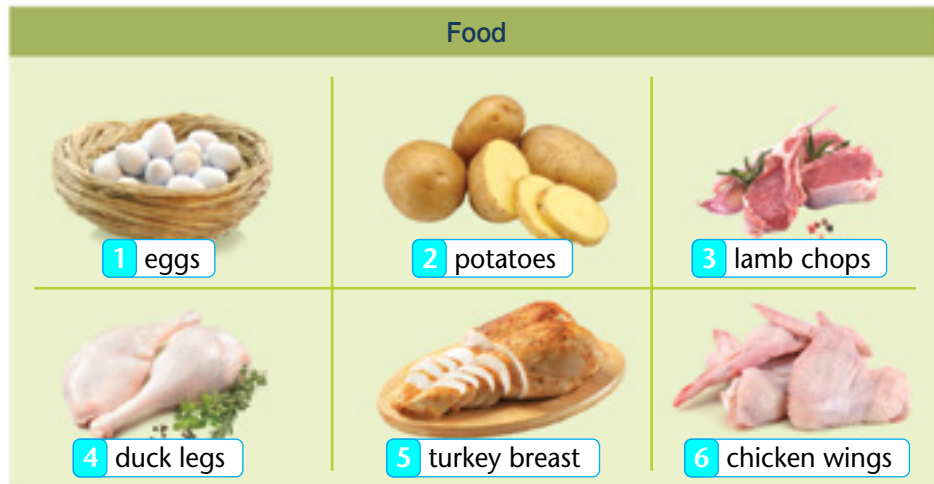 Food
1 eggs
2 potatoes
3 lamb chops
4 duck legs
5 turkey breast
6 chicken wings